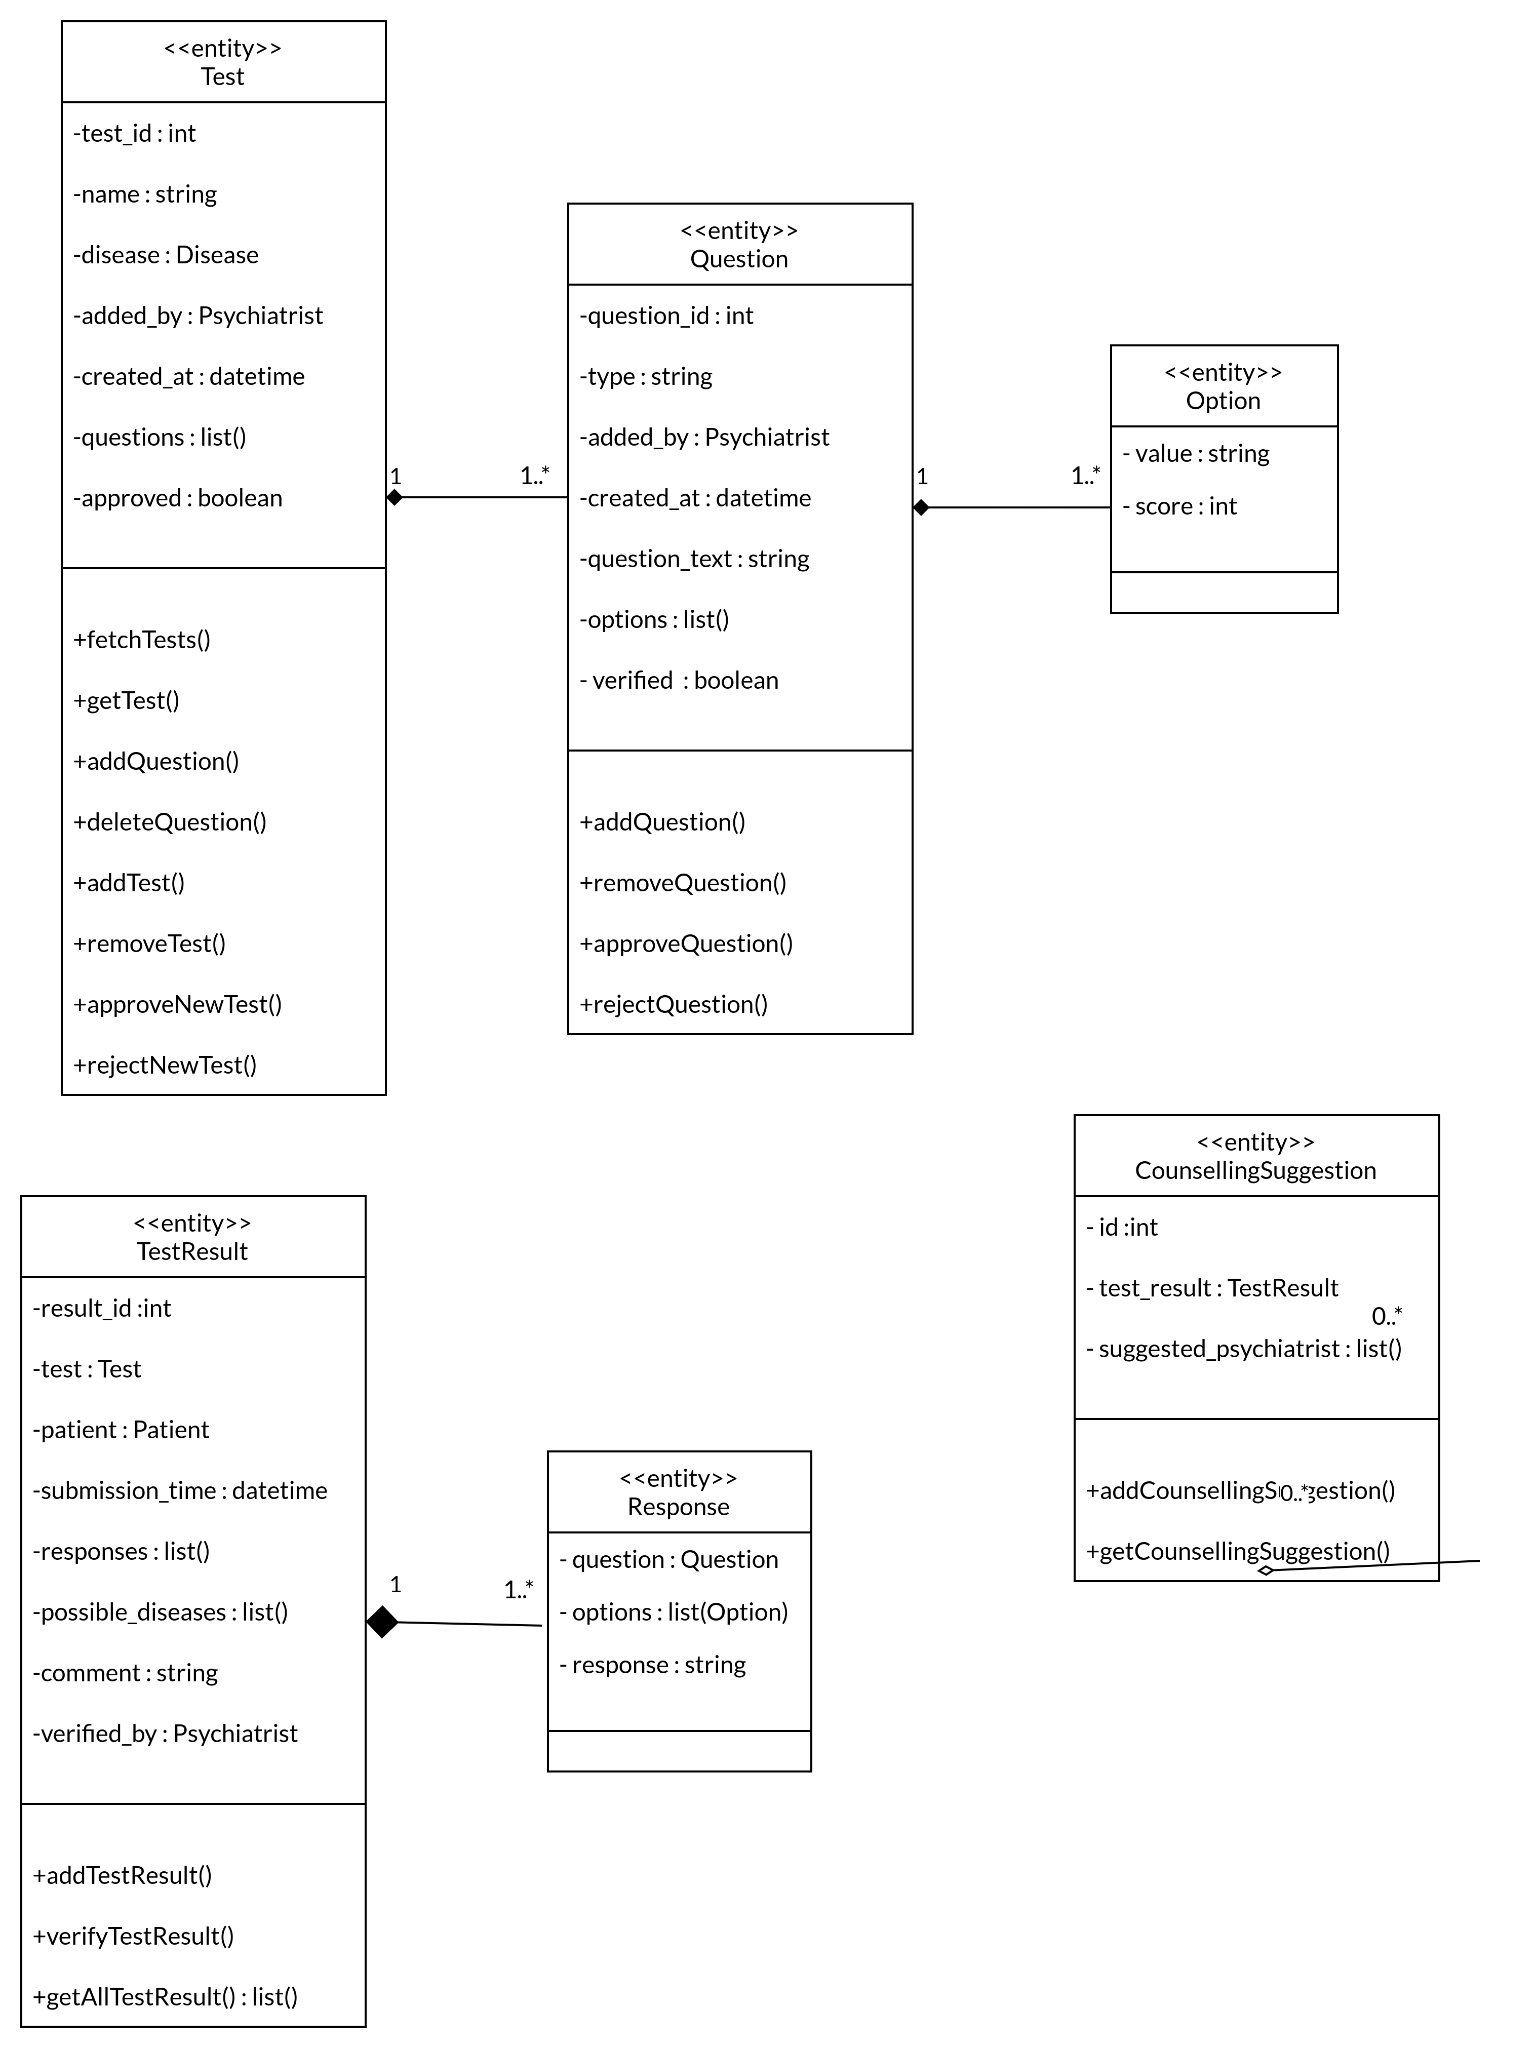 <<entity>>
Test
-test_id : int
-name : string
-disease : Disease
-added_by : Psychiatrist
-created_at : datetime
-questions : list()
-approved : boolean
+fetchTests()
+getTest()
+addQuestion()
+deleteQuestion()
+addTest()
+removeTest()
+approveNewTest()
+rejectNewTest()
1
1..*
<<entity>>
Question
-question_id : int
-type : string
-added_by : Psychiatrist
-created_at : datetime
-question_text : string
-options : list()
- verified : boolean
+addQuestion()
+removeQuestion()
+approveQuestion()
+rejectQuestion()
1
1..*
<<entity>>
Option
- value : string
- score : int
<<entity>>
TestResult
-result_id :int
-test : Test
-patient : Patient
-submission_time : datetime
-responses : list()
-possible_diseases : list()
-comment : string
-verified_by : Psychiatrist
+addTestResult()
+verifyTestResult()
+getAllTestResult() : list()
1
1..*
<<entity>>
Response
- question : Question
- options : list(Option)
- response : string
<<entity>>
CounsellingSuggestion
- id :int
- test_result : TestResult
0..*
- suggested_psychiatrist : list()
+addCounsellingSuggestion()
0..*
+getCounsellingSuggestion()